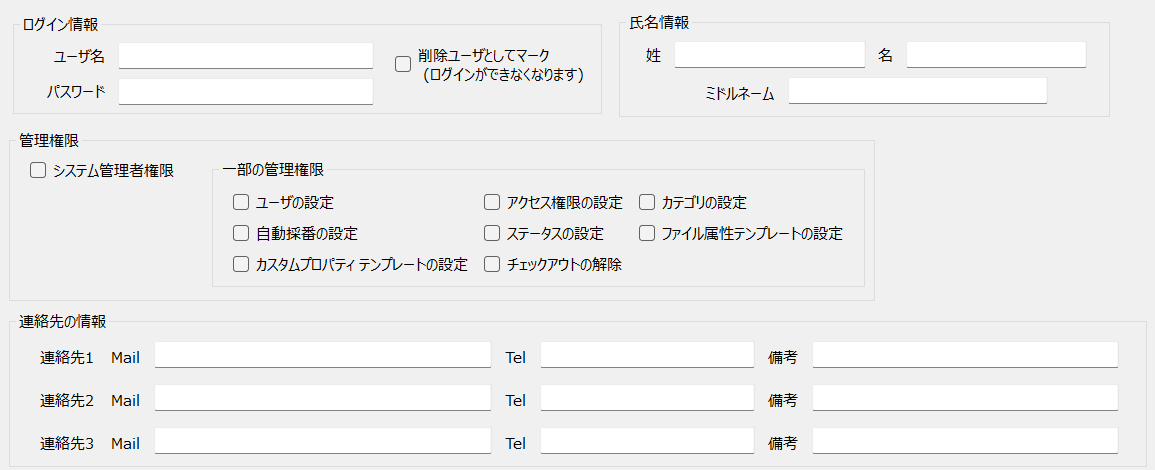 ログイン情報
ユーザ名
パスワード
削除ユーザとしてマーク
（ログインができなくなります）
氏名情報
姓 名
ミドルネーム
管理権限
システム管理者権限
一部の管理権限
ユーザの設定 アクセス権限の設定 カテゴリの設定
自動採番の設定 ステータスの設定 ファイル属性テンプレートの設定
カスタムプロパティ テンプレートの設定 チェックアウトの解除
連絡先の情報
連絡先1 Mail Tel 備考
連絡先2 Mail Tel 備考
連絡先3 Mail Tel 備考